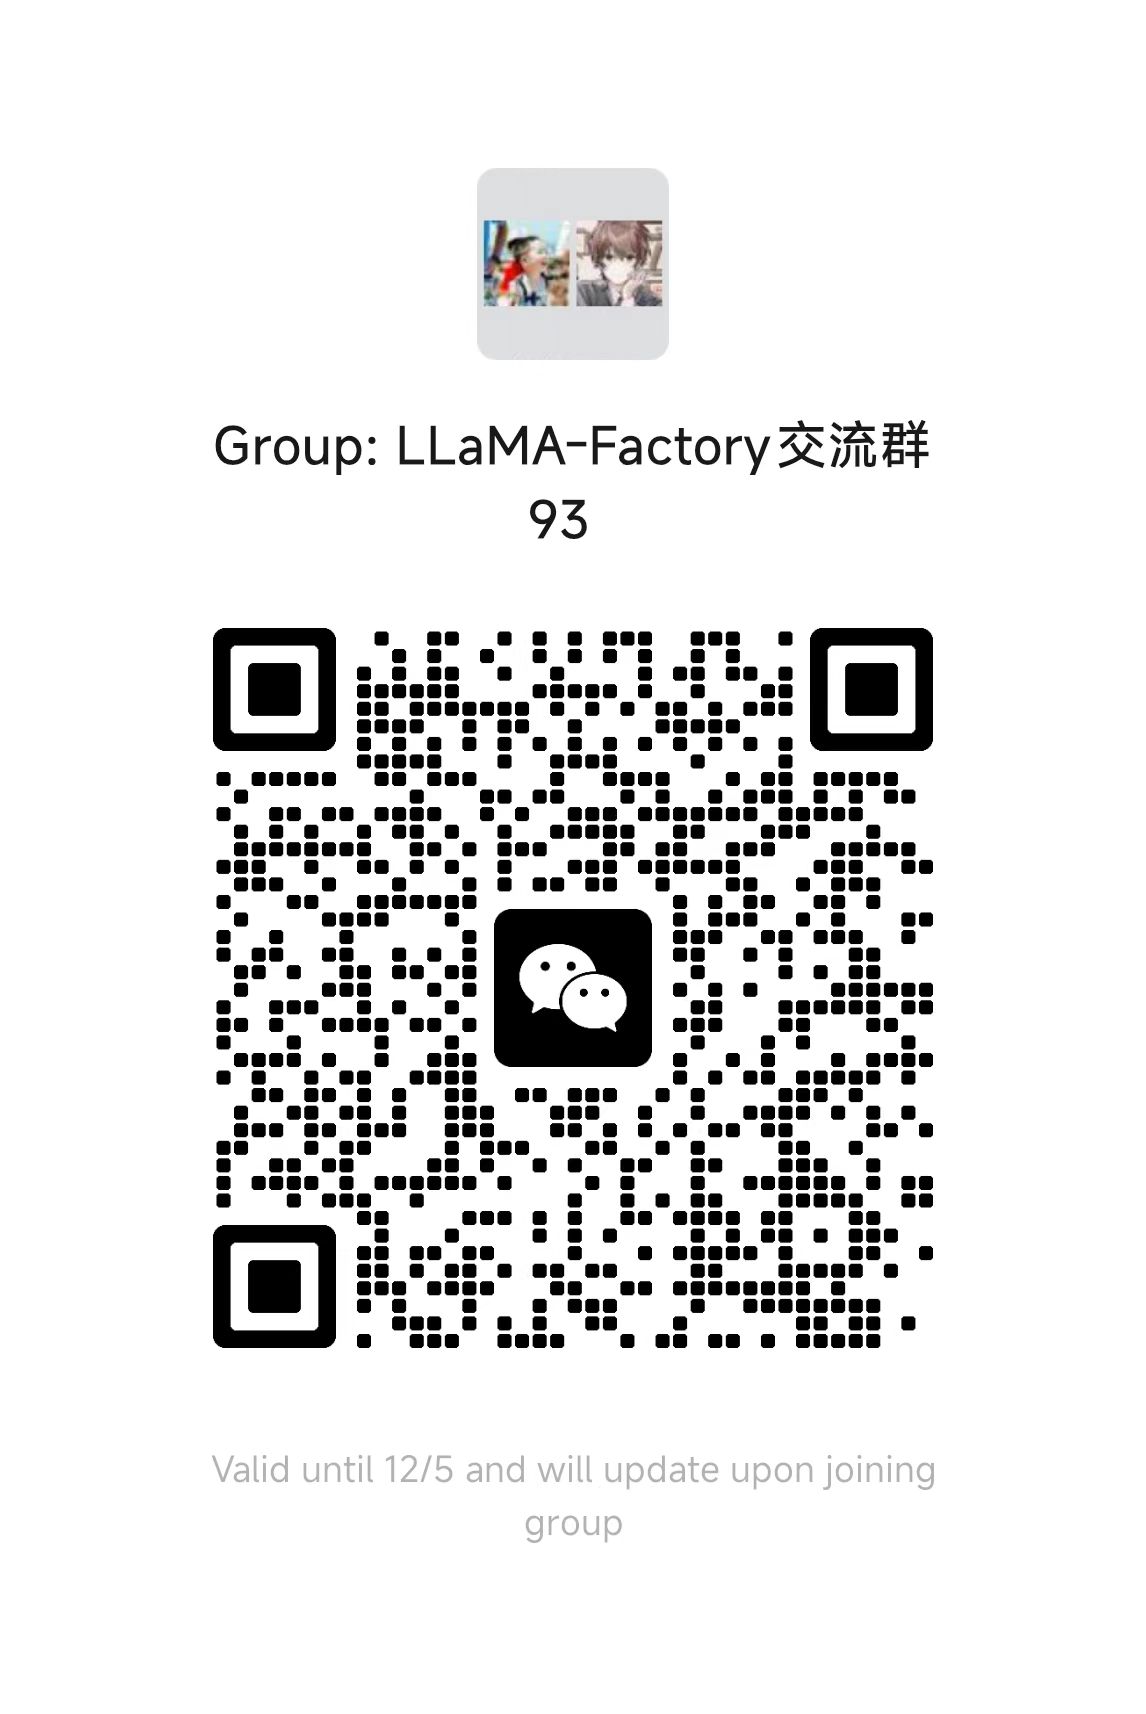 Group: LLaMA-Factory交流群
93
Valid until 12/5 and will update upon joining
group